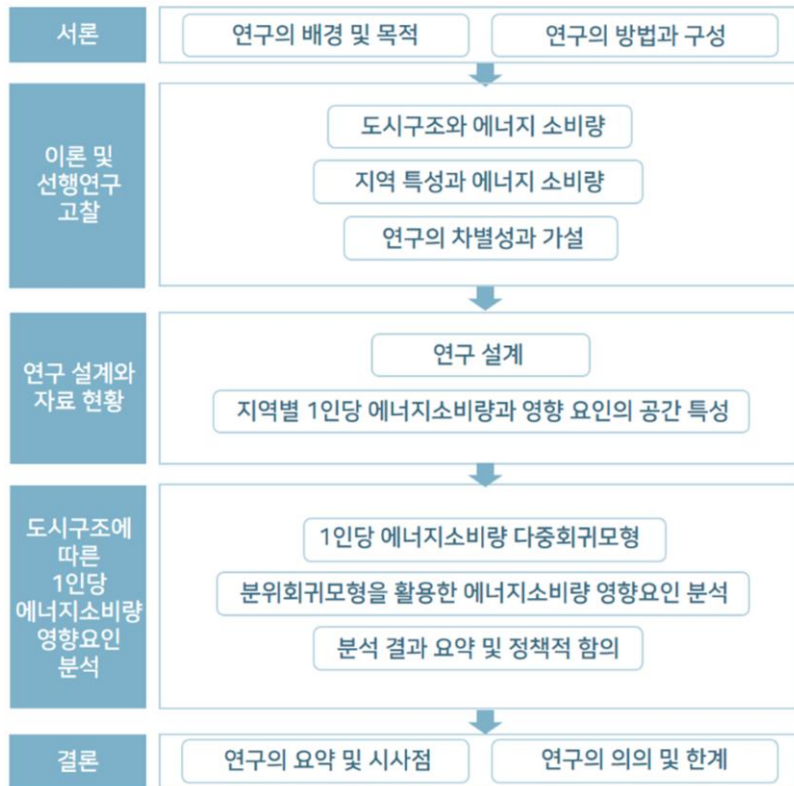 서론
연구의 배경 및 목적
연구의 방법과 구성
이론 및
선행연구
고찰
도시구조와 에너지 소비량
지역 특성과 에너지 소비량
연구의 차별성과 가설
연구 설계와
자료 현황
연구 설계
지역별 1인당 에너지소비량과 영향 요인의 공간 특성
도시구조에
따른
1인당
에너지소비량
영향요인
분석
1인당 에너지소비량 다중회귀모형
분위회귀모형을 활용한 에너지소비량 영향요인 분석
분석 결과 요약 및 정책적 함의
결론
연구의 요약 및 시사점
연구의 의의 및 한계